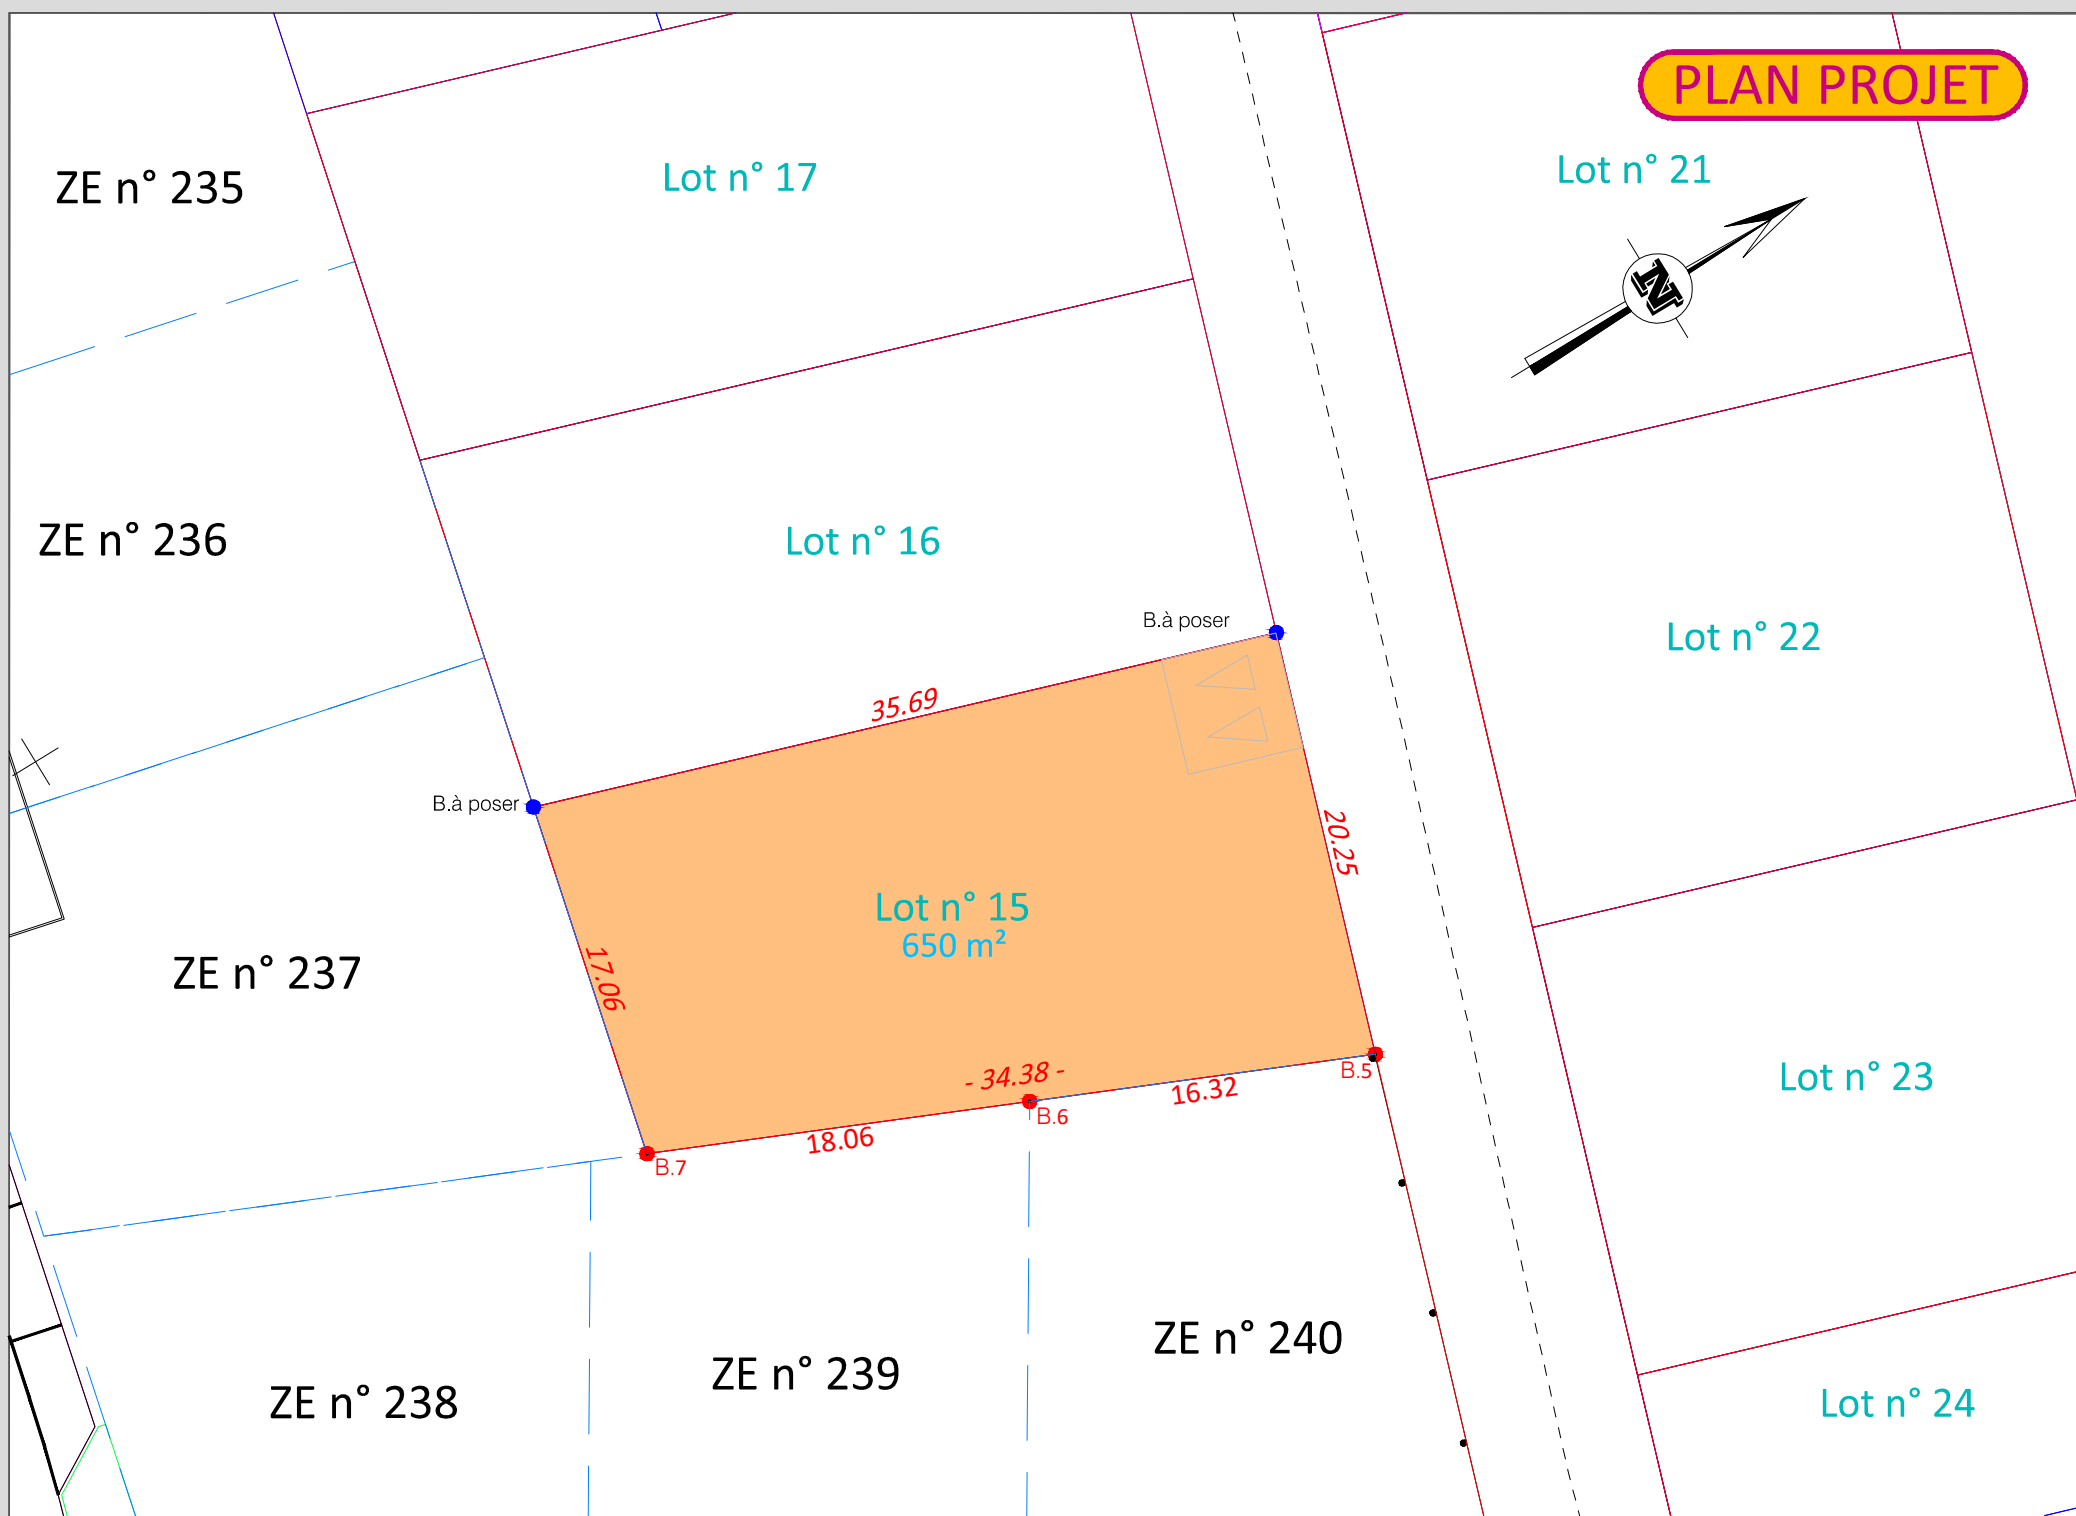 PLAN PROJET
ZE n° 235
Lot n° 17
Lot n° 21
N
ZE n° 236
Lot n° 16
B.à poser
Lot n° 22
35.69
B.à poser
20.25
Lot n° 15
650 m²
17.06
ZE n° 237
- 34.38 -
B.5
16.32
B.6
18.06
B.7
Lot n° 23
ZE n° 240
ZE n° 239
ZE n° 238
Lot n° 24